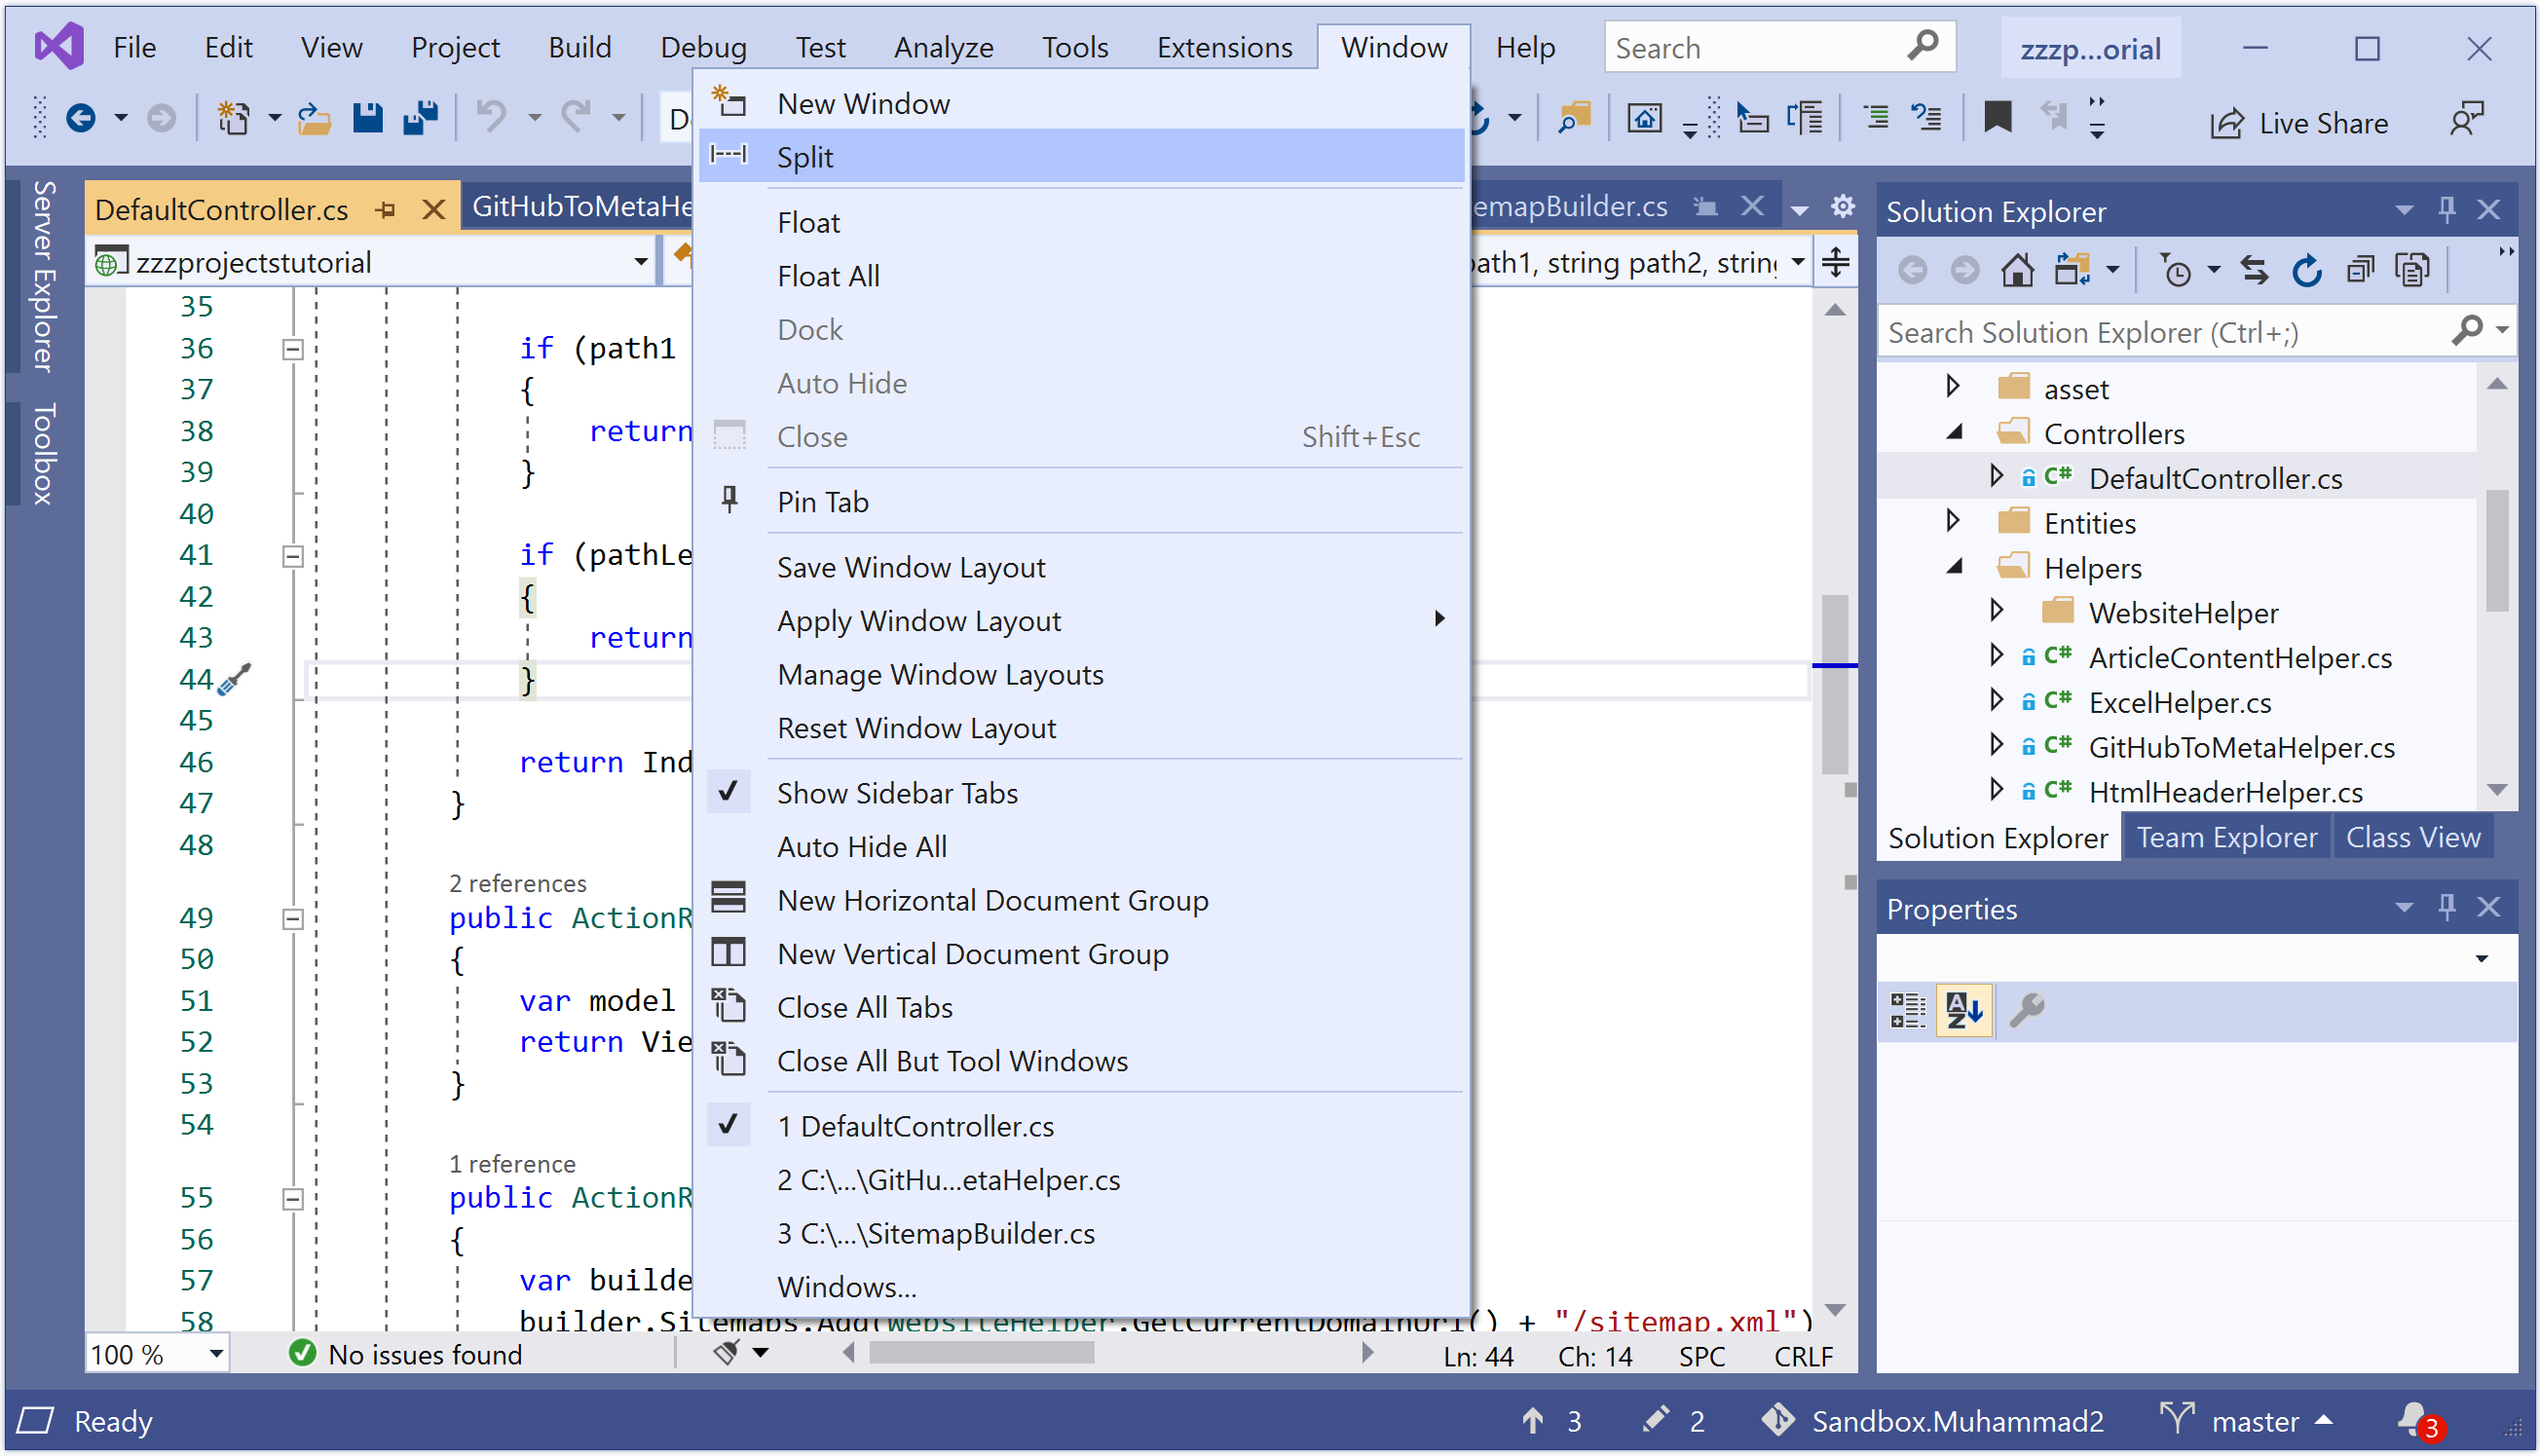 File Edit View Project Build Debug Test Analyze Tools Extensions Window Help Search zzzp...orial
Live Share
Server Explorer
Toolbox
DefaultController.cs
GitHubToMetaHe
emapBuilder.cs
zzzprojectstutorial
ath1, string path2, string
New Window
Split
Float
Float All
Dock
Auto Hide
Close Shift+Esc
Pin Tab
Save Window Layout
Apply Window Layout
Manage Window Layouts
Reset Window Layout
Show Sidebar Tabs
Auto Hide All
New Horizontal Document Group
New Vertical Document Group
Close All Tabs
Close All But Tool Windows
1 DefaultController.cs
2 C:\...\GitHu...etaHelper.cs
3 C:\...\SitemapBuilder.cs
Windows...
35
36 if (path1
37 {
38 return
39 }
40
41 if (pathLe
42 {
43 return
44 }
45
46 return Ind
47 }
48
2 references
49 public ActionR
50 {
51 var model
52 return Vie
53 }
54
1 reference
55 public ActionR
56 {
57 var builde
58 builder.Sitemaps.Add(WebsiteHelper.GetCurrentDomainUrl() + "/sitemap.xml")
100 % No issues found Ln: 44 Ch: 14 SPC CRLF
Solution Explorer
Search Solution Explorer (Ctrl+;)
asset
Controllers
C# DefaultController.cs
Entities
Helpers
WebsiteHelper
C# ArticleContentHelper.cs
C# ExcelHelper.cs
C# GitHubToMetaHelper.cs
C# HtmlHeaderHelper.cs
Solution Explorer Team Explorer Class View
Properties
Ready 3 2 Sandbox.Muhammad2 master 3